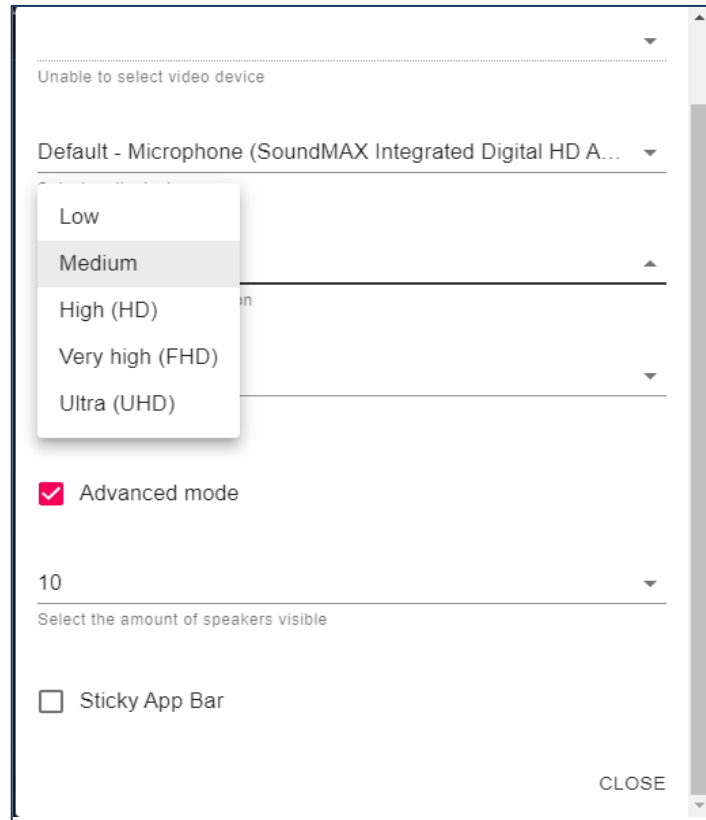 Unable to select video device
Default - Microphone (SoundMAX Integrated Digital HD A...
Low
Medium
High (HD)
Very high (FHD)
Ultra (UHD)
Advanced mode
10
Select the amount of speakers visible
Sticky App Bar
CLOSE